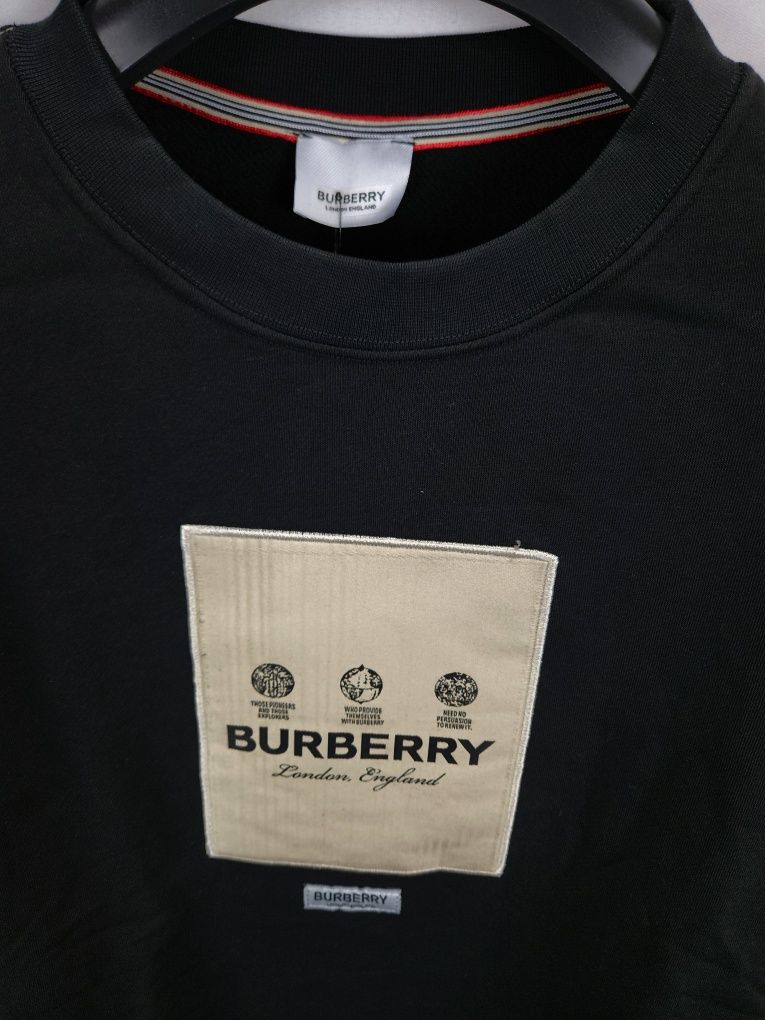 BURBERRY
LONDON ENGLAND
THOSE PIONEERS
AND THOSE
EXPLORERS
WHO PROVIDE
THEMSELVES
WITH BURBERRY
NEED NO
PERSUASION
TO RENEW IT.
BURBERRY
London, England
BURBERRY